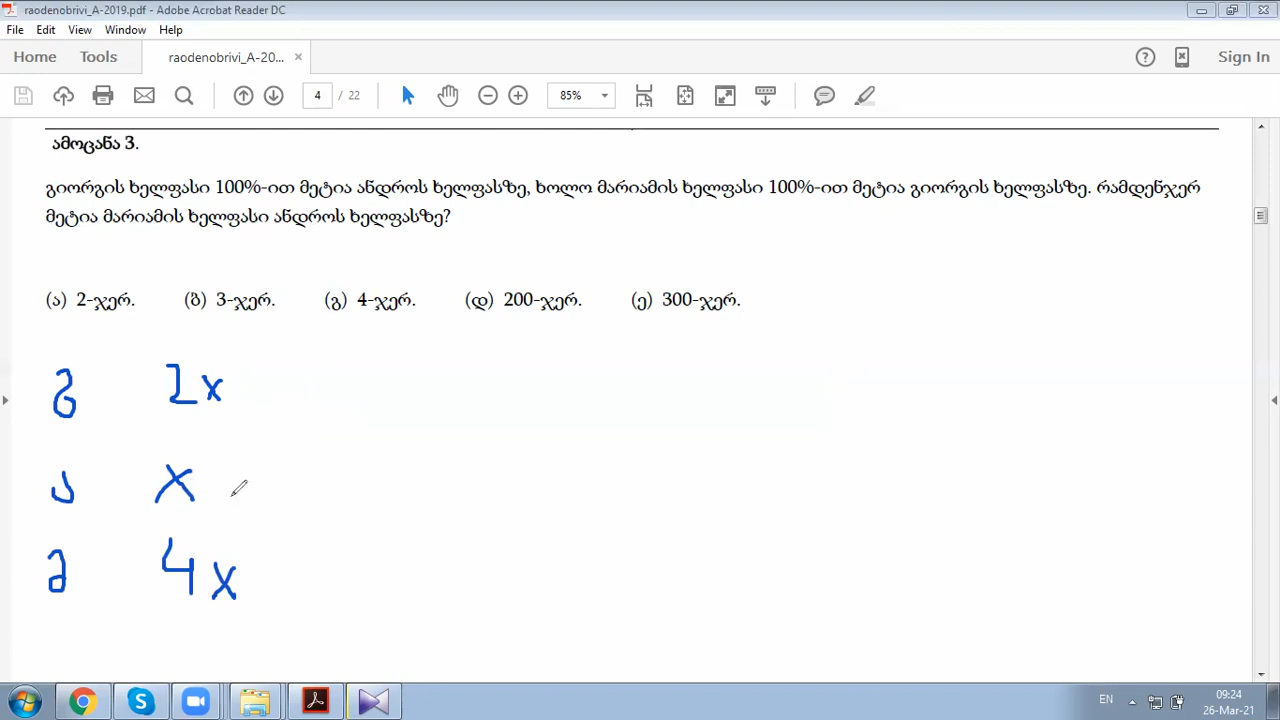 raodenobrivi_A-2019.pdf - Adobe Acrobat Reader DC
File Edit View Window Help
Home Tools raodenobrivi_A-20... × Sign In
4 / 22 85%
ამოცანა 3.
გიორგის ხელფასი 100%-ით მეტია ანდროს ხელფასზე, ხოლო მარიამის ხელფასი 100%-ით მეტია გიორგის ხელფასზე. რამდენჯერ
მეტია მარიამის ხელფასი ანდროს ხელფასზე?
(ა) 2-ჯერ. (ბ) 3-ჯერ. (გ) 4-ჯერ. (დ) 200-ჯერ. (ე) 300-ჯერ.
გ 2x
ა x
მ 4x
EN 09:24
26-Mar-21